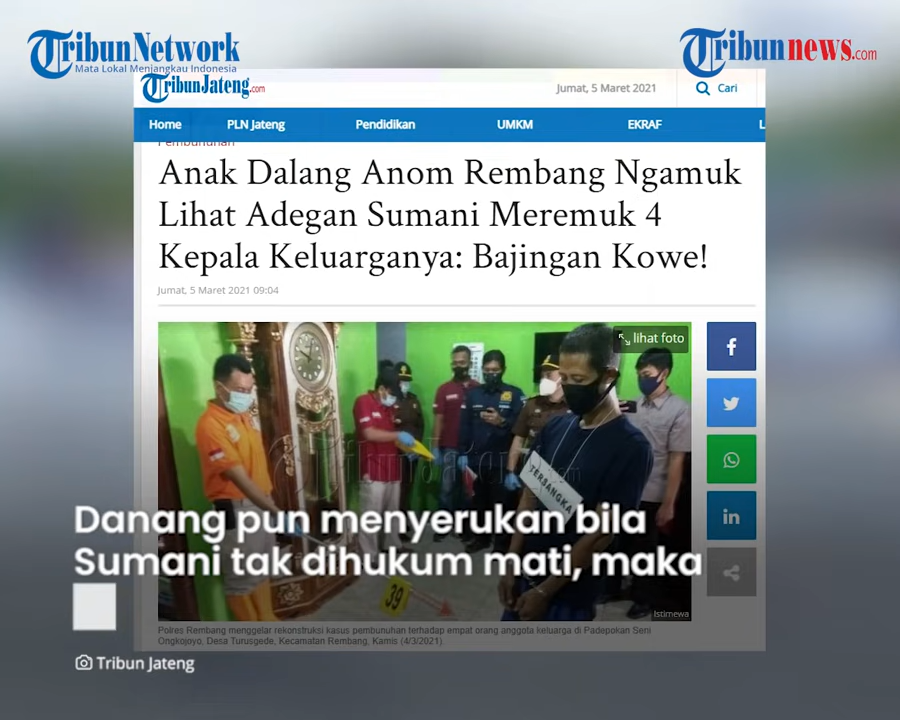 TribunNetwork
Mata Lokal Menjangkau Indonesia
Tribunnews.com
TribunJateng.com
Jumat, 5 Maret 2021
Cari
Home
PLN Jateng
Pendidikan
UMKM
EKRAF
L
Pembunuhan
Anak Dalang Anom Rembang Ngamuk
Lihat Adegan Sumani Meremuk 4
Kepala Keluarganya: Bajingan Kowe!
Jumat, 5 Maret 2021 09:04
lihat foto
TribunJateng.com
TERSANGKA
39
Danang pun menyerukan bila
Sumani tak dihukum mati, maka
Istimewa
Polres Rembang menggelar rekonstruksi kasus pembunuhan terhadap empat orang anggota keluarga di Padepokan Seni
Ongkojoyo, Desa Turusgede, Kecamatan Rembang, Kamis (4/3/2021).
Tribun Jateng